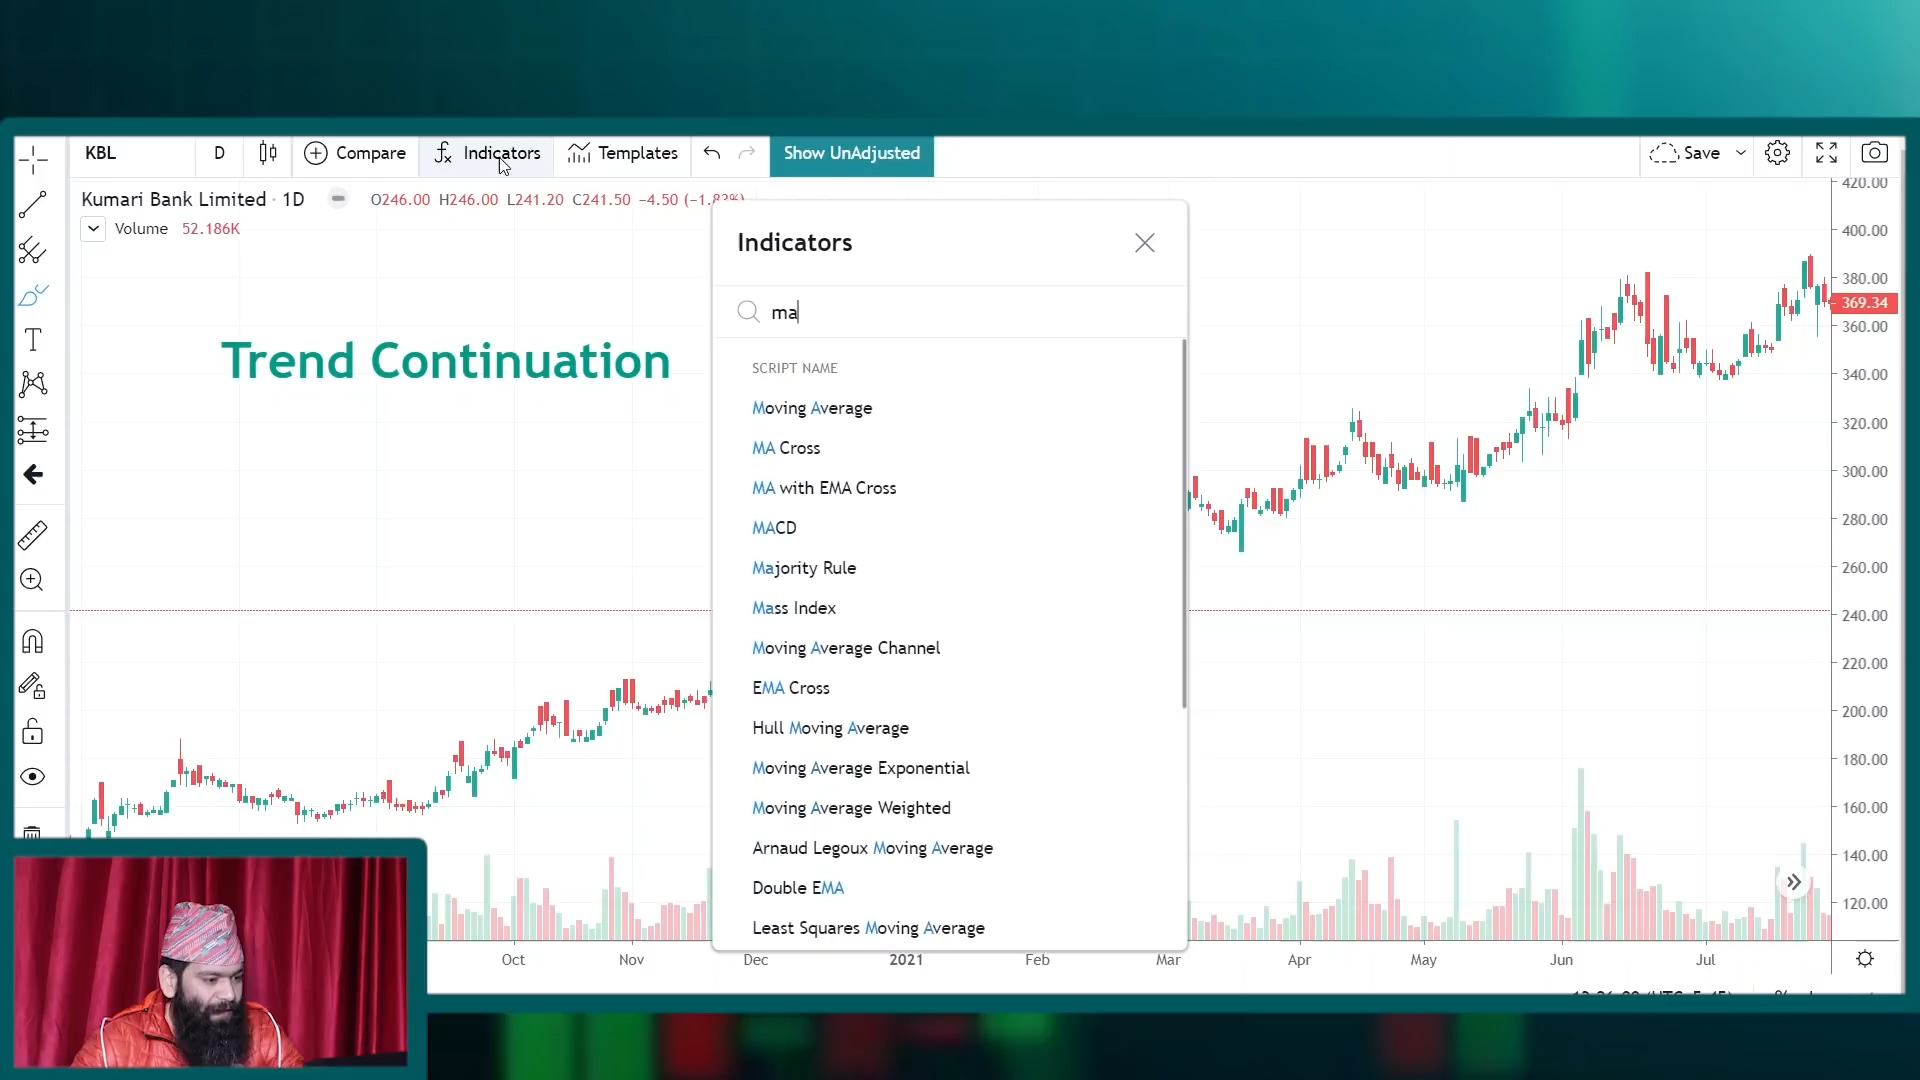 KBL
D
Compare
Indicators
Templates
Show UnAdjusted
Save
Kumari Bank Limited · 1D
O246.00 H246.00 L241.20 C241.50 −4.50 (−1.83%)
Volume 52.186K
Trend Continuation
Indicators
ma
SCRIPT NAME
Moving Average
MA Cross
MA with EMA Cross
MACD
Majority Rule
Mass Index
Moving Average Channel
EMA Cross
Hull Moving Average
Moving Average Exponential
Moving Average Weighted
Arnaud Legoux Moving Average
Double EMA
Least Squares Moving Average
420.00
400.00
380.00
369.34
360.00
340.00
320.00
300.00
280.00
260.00
240.00
220.00
200.00
180.00
160.00
140.00
120.00
Oct
Nov
Dec
2021
Feb
Mar
Apr
May
Jun
Jul